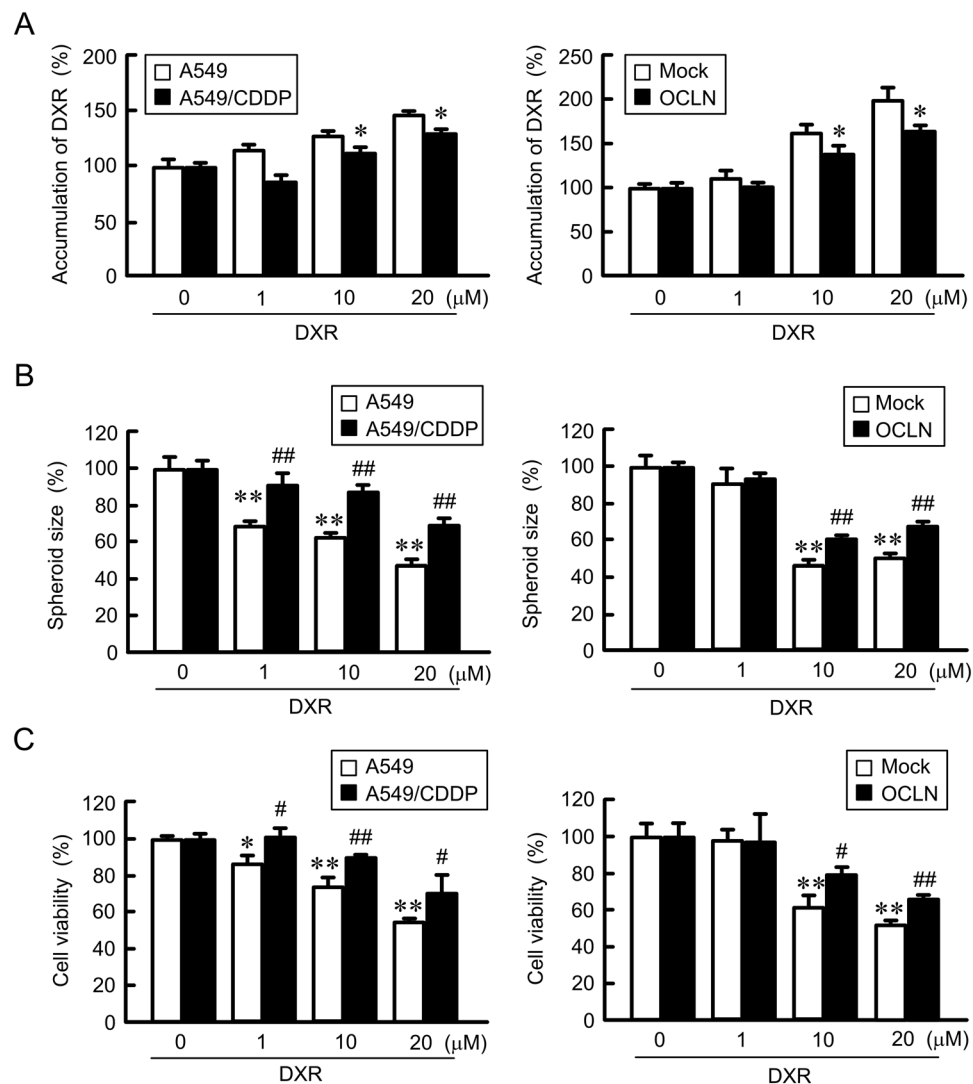 A
Accumulation of DXR (%)
200
150
100
50
0
A549
A549/CDDP
*
*
0 1 10 20 (μM)
DXR
Accumulation of DXR (%)
250
200
150
100
50
0
Mock
OCLN
*
*
0 1 10 20 (μM)
DXR
B
Spheroid size (%)
120
100
80
60
40
20
0
A549
A549/CDDP
** ## ** ## ** ##
0 1 10 20 (μM)
DXR
Spheroid size (%)
120
100
80
60
40
20
0
Mock
OCLN
** ## ** ##
0 1 10 20 (μM)
DXR
C
Cell viability (%)
120
100
80
60
40
20
0
A549
A549/CDDP
* # ** ## ** #
0 1 10 20 (μM)
DXR
Cell viability (%)
120
100
80
60
40
20
0
Mock
OCLN
** # ** ##
0 1 10 20 (μM)
DXR